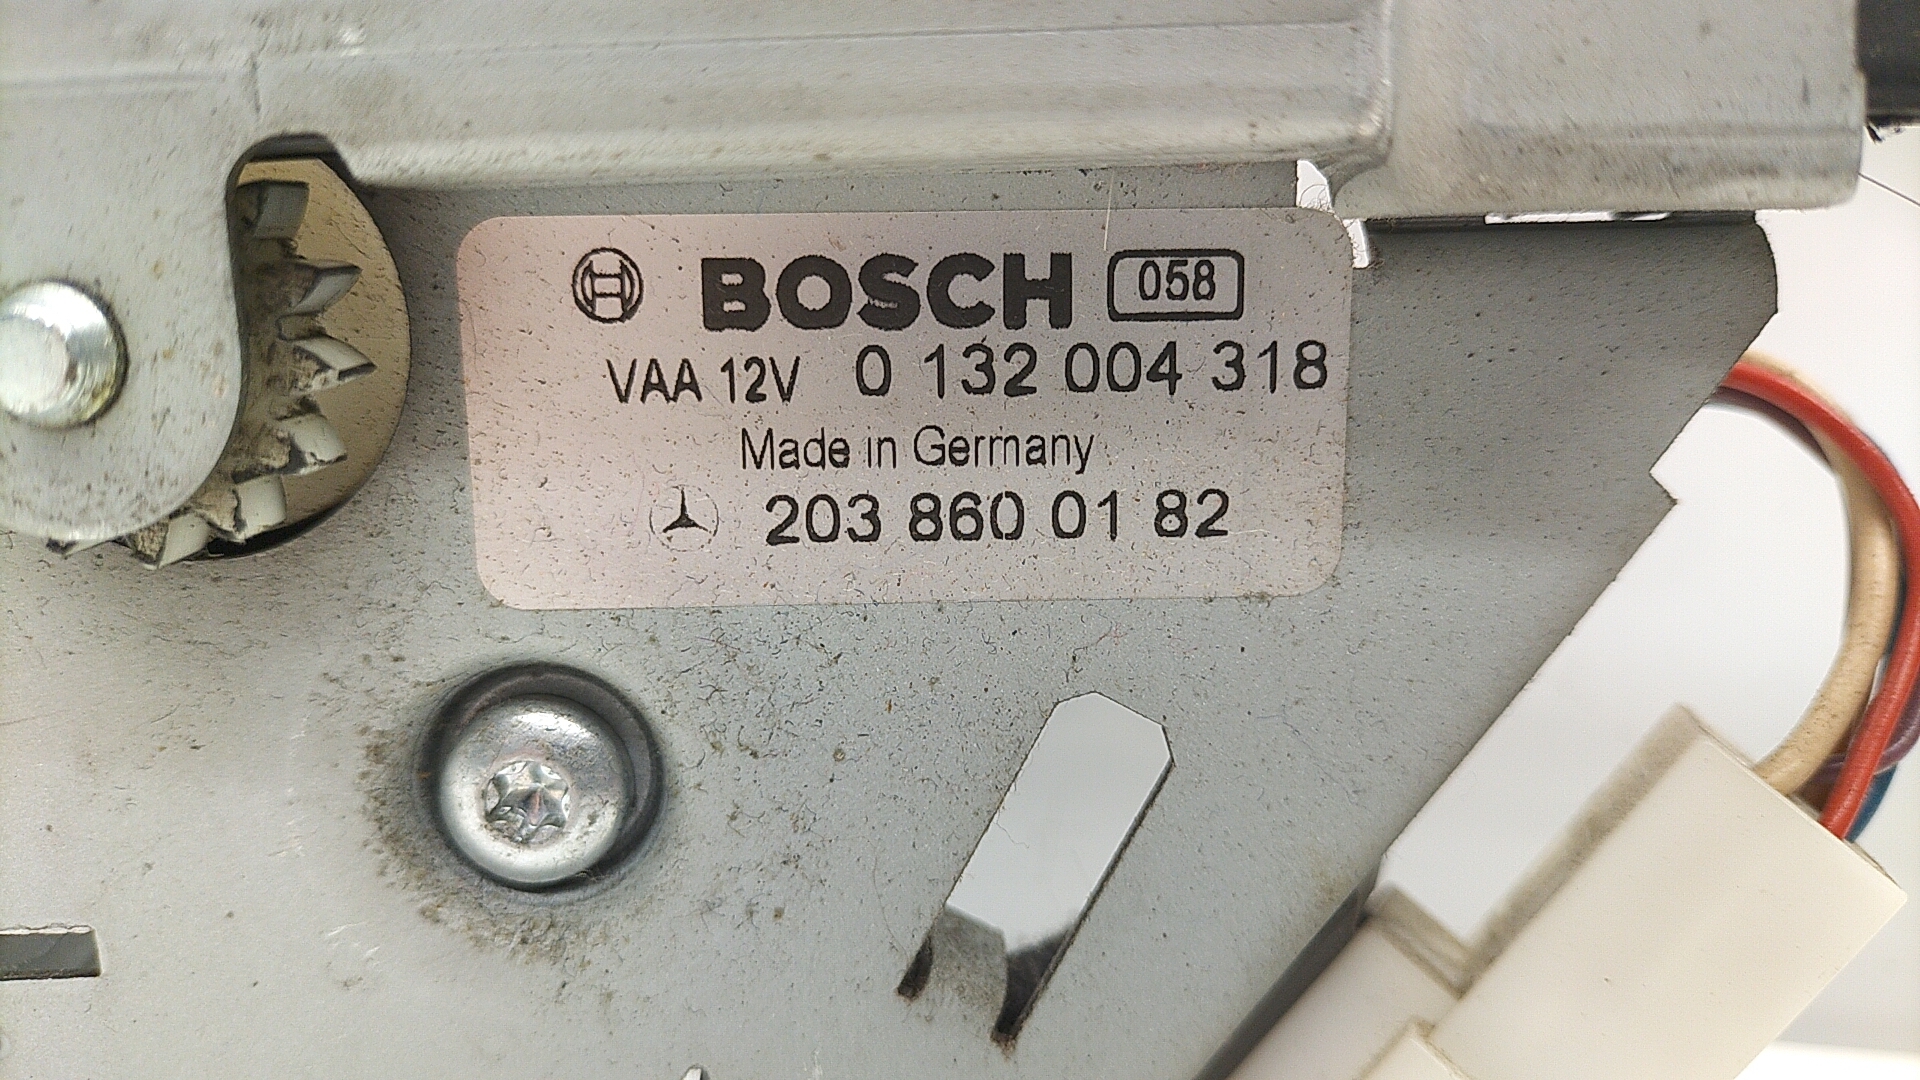 BOSCH 058
VAA 12V 0 132 004 318
Made in Germany
203 860 01 82